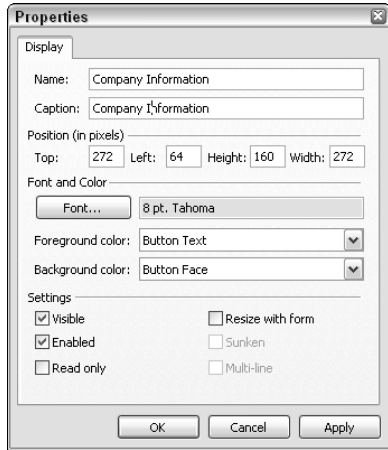 Properties
Display
Name: Company Information
Caption: Company Information
Position (in pixels)
Top: 272 Left: 64 Height: 160 Width: 272
Font and Color
Font... 8 pt. Tahoma
Foreground color: Button Text
Background color: Button Face
Settings
Visible Resize with form
Enabled Sunken
Read only Multi-line
OK Cancel Apply